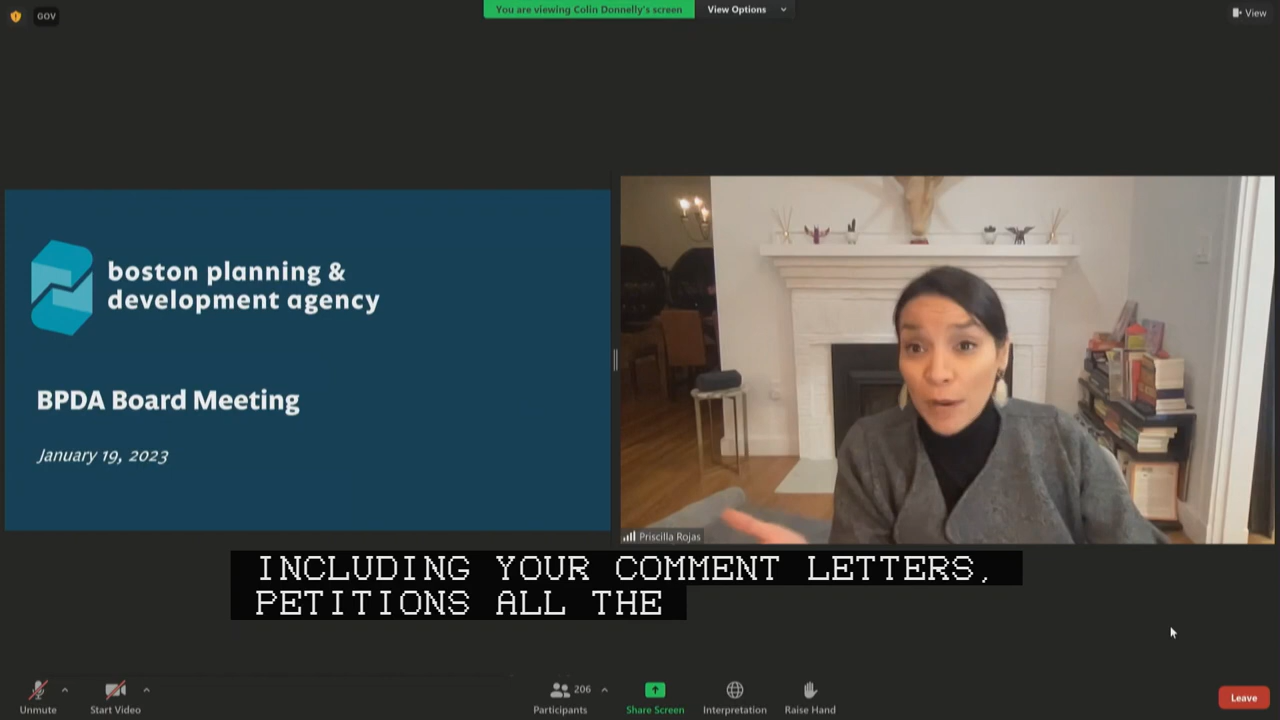 GOV
You are viewing Colin Donnelly's screen
View Options
View
boston planning &
development agency
BPDA Board Meeting
January 19, 2023
Priscilla Rojas
INCLUDING YOUR COMMENT LETTERS,
PETITIONS ALL THE
Unmute
Start Video
206
Participants
Share Screen
Interpretation
Raise Hand
Leave